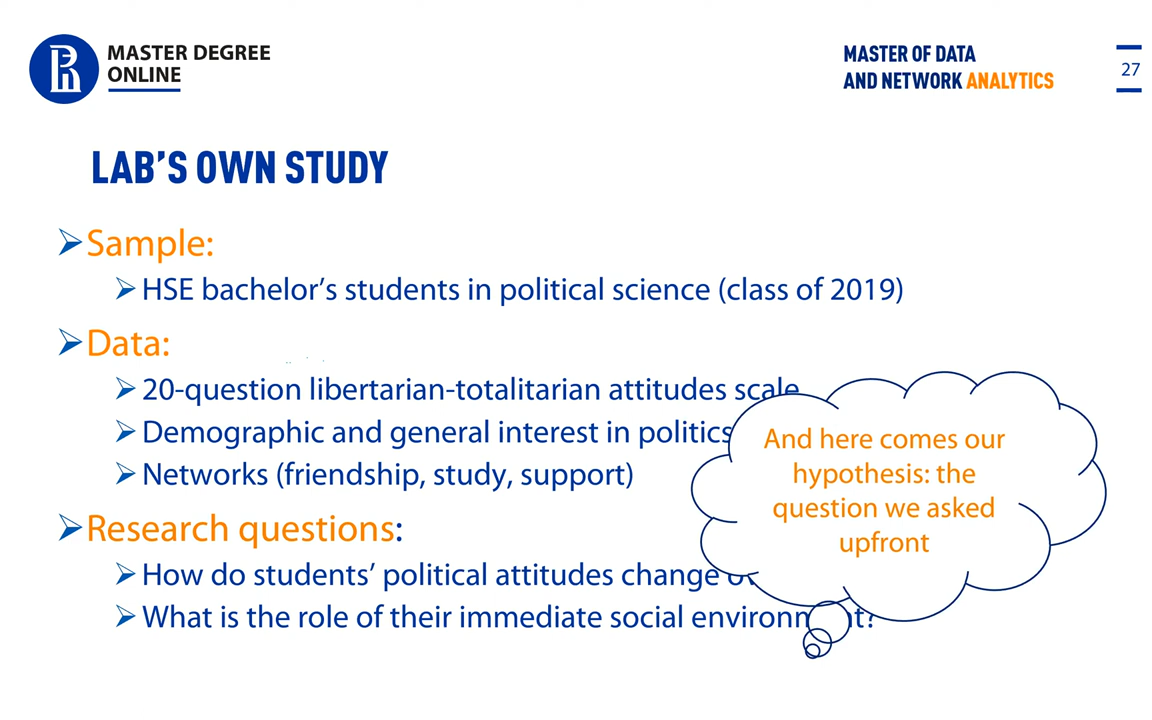 MASTER DEGREE
ONLINE
MASTER OF DATA
AND NETWORK ANALYTICS
27
LAB'S OWN STUDY
Sample:
HSE bachelor's students in political science (class of 2019)
Data:
20-question libertarian-totalitarian attitudes scale
Demographic and general interest in politics
Networks (friendship, study, support)
Research questions:
How do students' political attitudes change
What is the role of their immediate social
And here comes our
hypothesis: the
question we asked
upfront